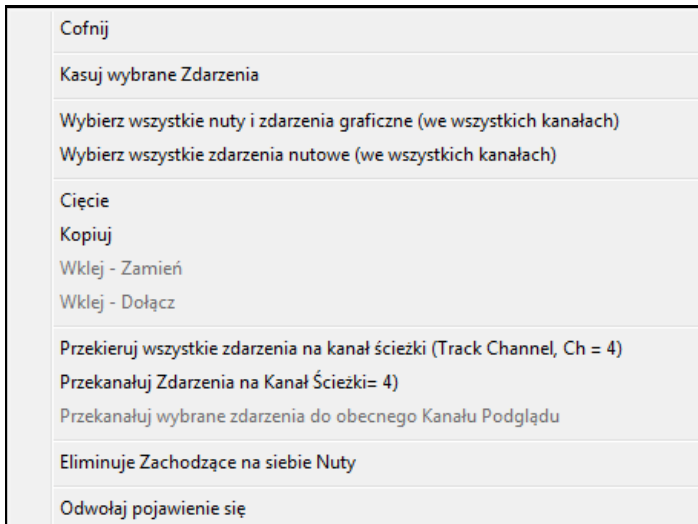 Cofnij
Kasuj wybrane Zdarzenia
Wybierz wszystkie nuty i zdarzenia graficzne (we wszystkich kanałach)
Wybierz wszystkie zdarzenia nutowe (we wszystkich kanałach)
Cięcie
Kopiuj
Wklej - Zamień
Wklej - Dołącz
Przekieruj wszystkie zdarzenia na kanał ścieżki (Track Channel, Ch = 4)
Przekanałuj Zdarzenia na Kanał Ścieżki= 4)
Przekanałuj wybrane zdarzenia do obecnego Kanału Podglądu
Eliminuje Zachodzące na siebie Nuty
Odwołaj pojawienie się